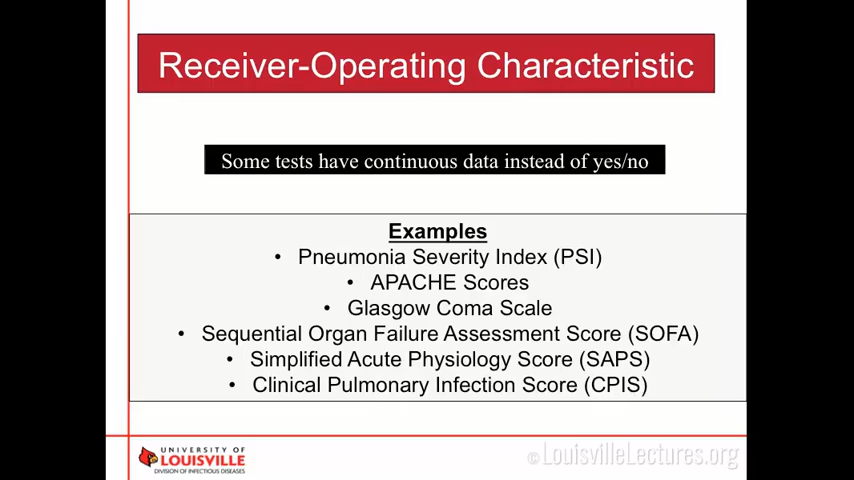 Receiver-Operating Characteristic
Some tests have continuous data instead of yes/no
Examples
• Pneumonia Severity Index (PSI)
• APACHE Scores
• Glasgow Coma Scale
• Sequential Organ Failure Assessment Score (SOFA)
• Simplified Acute Physiology Score (SAPS)
• Clinical Pulmonary Infection Score (CPIS)
UNIVERSITY OF
LOUISVILLE
DIVISION OF INFECTIOUS DISEASES
©LouisvilleLectures.org